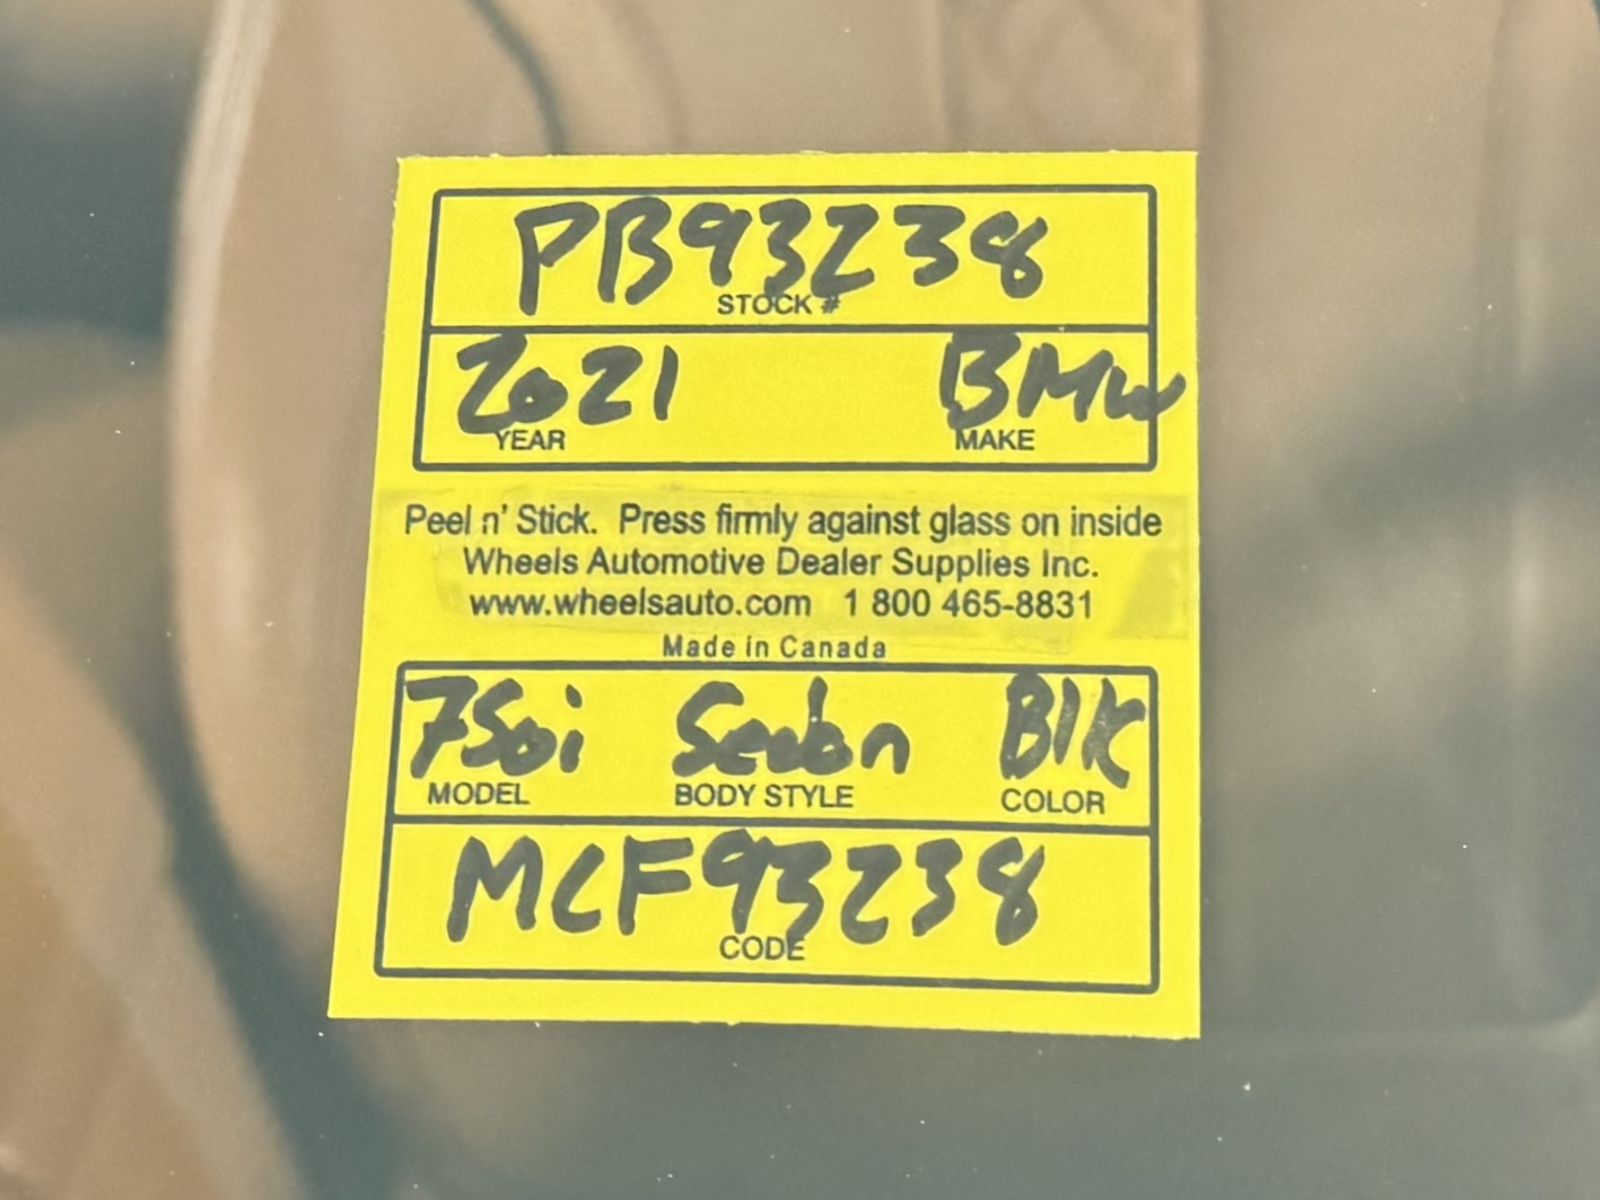 PB93238
STOCK #
2021 BMW
YEAR MAKE
Peel n' Stick. Press firmly against glass on inside
Wheels Automotive Dealer Supplies Inc.
www.wheelsauto.com 1 800 465-8831
Made in Canada
750i Sedan Blk
MODEL BODY STYLE COLOR
MCF93238
CODE